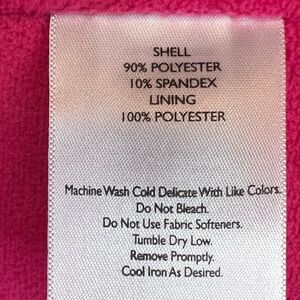 SHELL
90% POLYESTER
10% SPANDEX
LINING
100% POLYESTER
Machine Wash Cold Delicate With Like Colors.
Do Not Bleach.
Do Not Use Fabric Softeners.
Tumble Dry Low.
Remove Promptly.
Cool Iron As Desired.